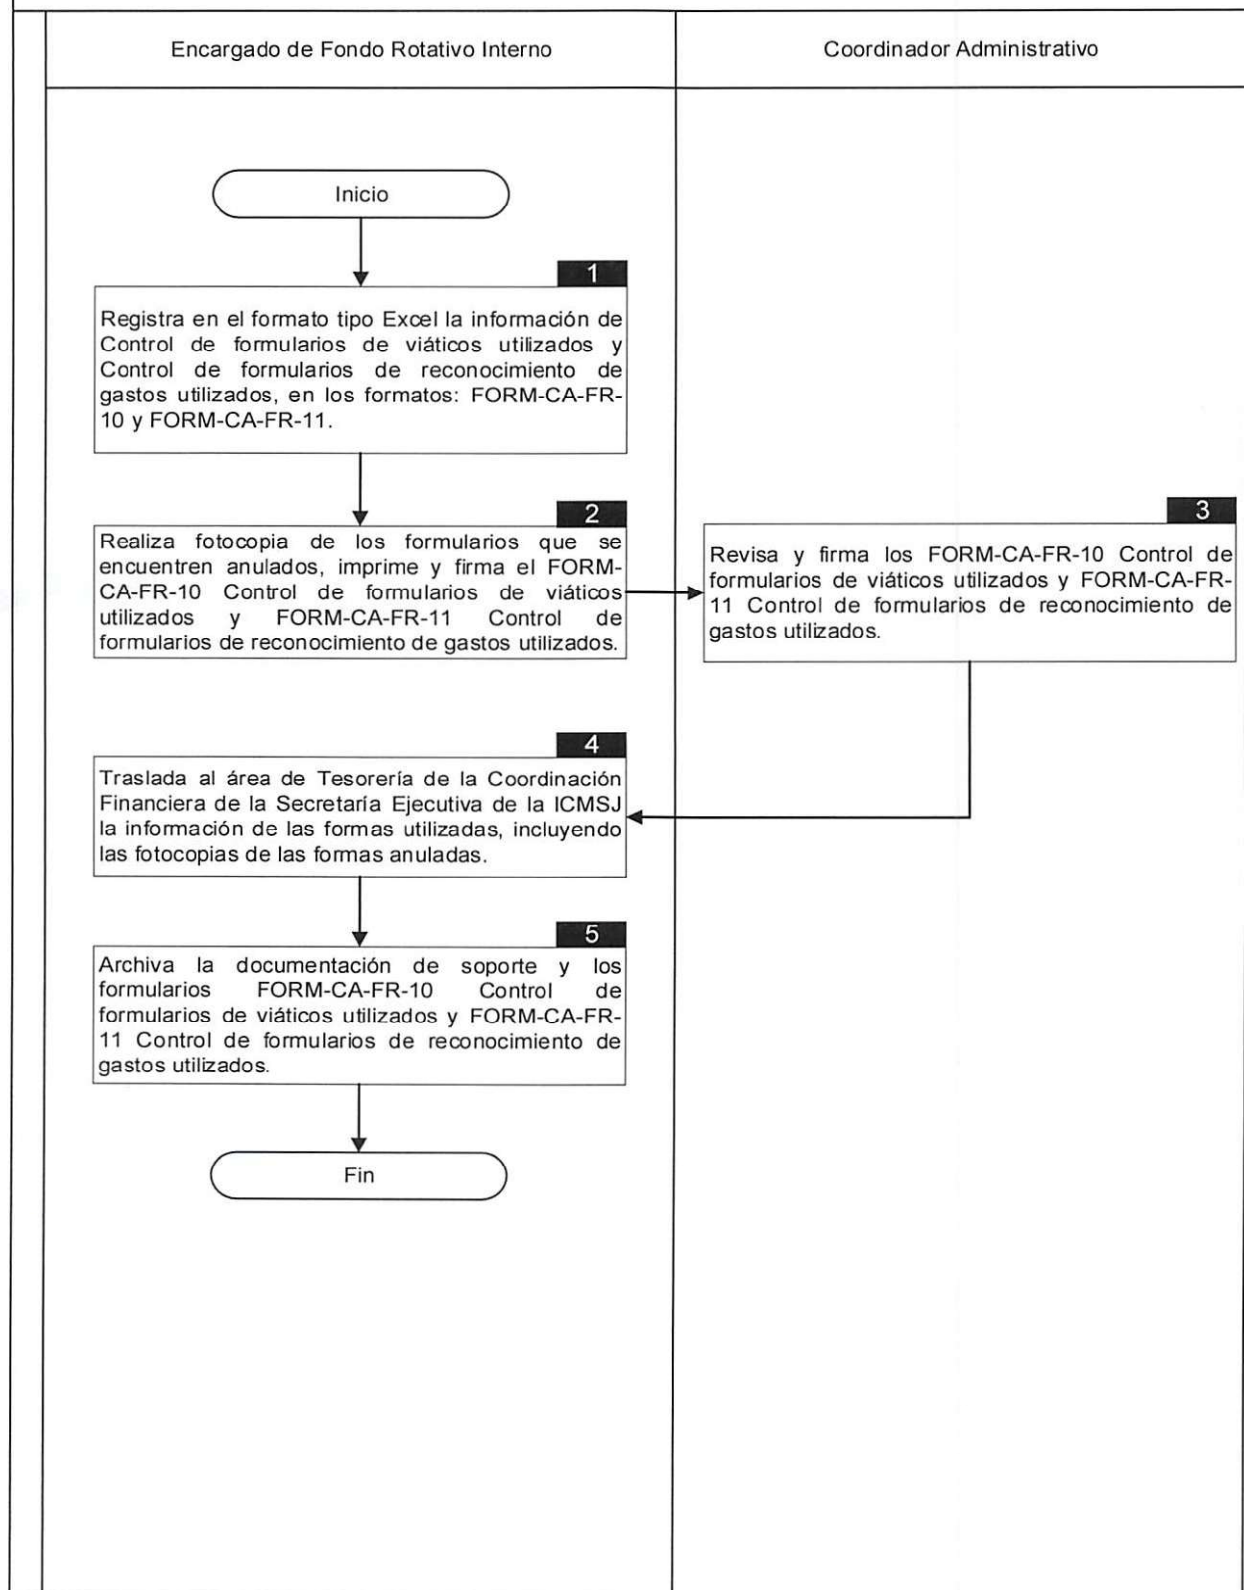 Encargado de Fondo Rotativo Interno
Coordinador Administrativo
Inicio
1
Registra en el formato tipo Excel la información de
Control de formularios de viáticos utilizados y
Control de formularios de reconocimiento de
gastos utilizados, en los formatos: FORM-CA-FR-
10 y FORM-CA-FR-11.
2
Realiza fotocopia de los formularios que se
encuentren anulados, imprime y firma el FORM-
CA-FR-10 Control de formularios de viáticos
utilizados y FORM-CA-FR-11 Control de
formularios de reconocimiento de gastos utilizados.
3
Revisa y firma los FORM-CA-FR-10 Control de
formularios de viáticos utilizados y FORM-CA-FR-
11 Control de formularios de reconocimiento de
gastos utilizados.
4
Traslada al área de Tesorería de la Coordinación
Financiera de la Secretaría Ejecutiva de la ICMSJ
la información de las formas utilizadas, incluyendo
las fotocopias de las formas anuladas.
5
Archiva la documentación de soporte y los
formularios FORM-CA-FR-10 Control de
formularios de viáticos utilizados y FORM-CA-FR-
11 Control de formularios de reconocimiento de
gastos utilizados.
Fin